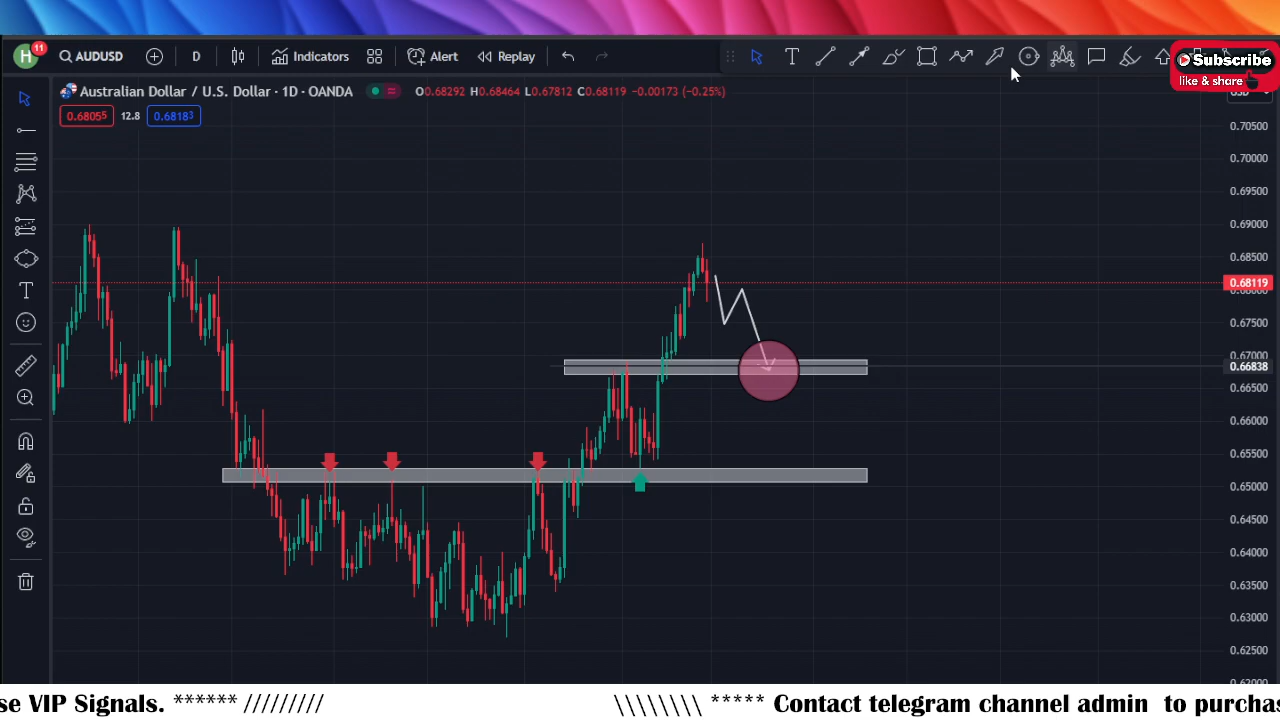 H
11
AUDUSD
D
Indicators
Alert
Replay
Subscribe
like & share
Australian Dollar / U.S. Dollar · 1D · OANDA
O0.68292 H0.68464 L0.67812 C0.68119 -0.00173 (-0.25%)
0.68055
12.8
0.68183
0.70500
0.70000
0.69500
0.69000
0.68500
0.68119
0.67500
0.67000
0.66838
0.66500
0.66000
0.65500
0.65000
0.64500
0.64000
0.63500
0.63000
0.62500
se VIP Signals. ****** ///////// \\\\\\\\ ***** Contact telegram channel admin to purcha